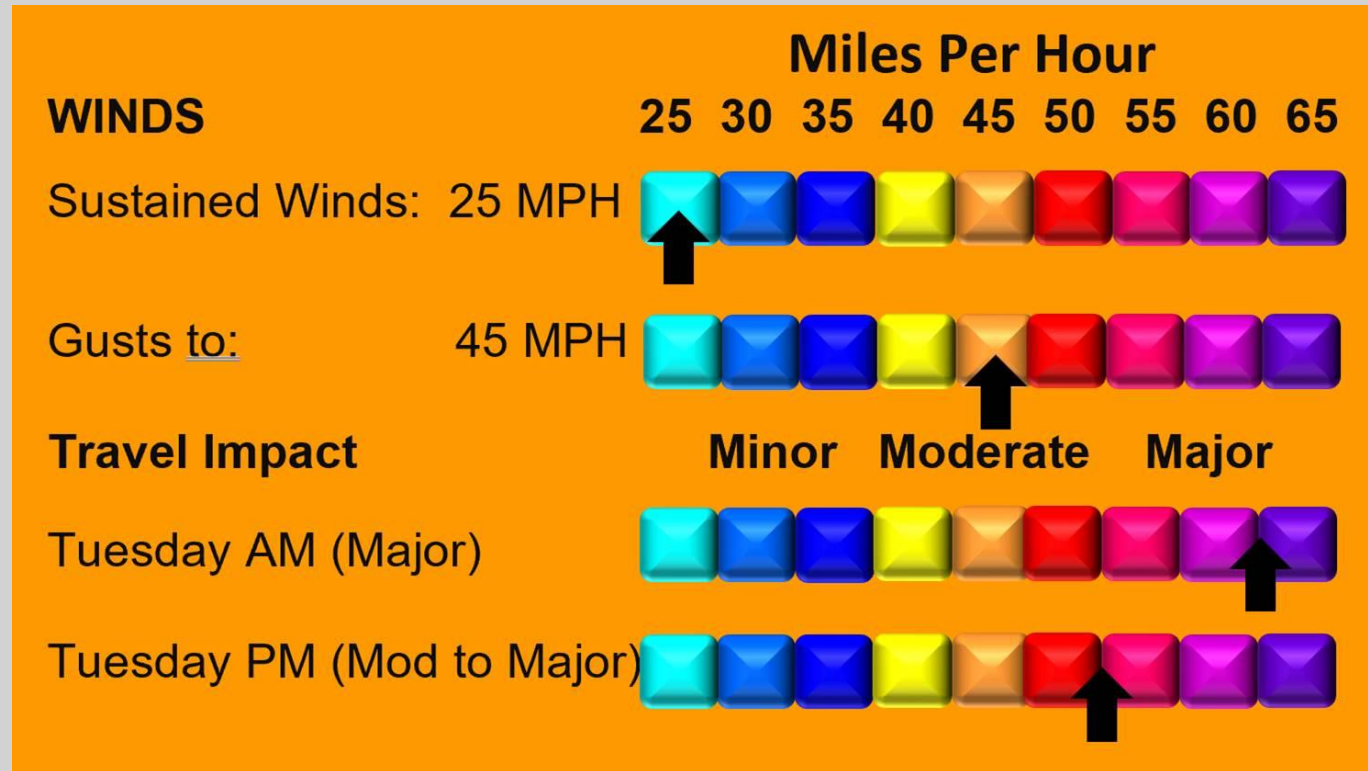 Miles Per Hour
WINDS 25 30 35 40 45 50 55 60 65
Sustained Winds: 25 MPH
Gusts to: 45 MPH
Travel Impact Minor Moderate Major
Tuesday AM (Major)
Tuesday PM (Mod to Major)